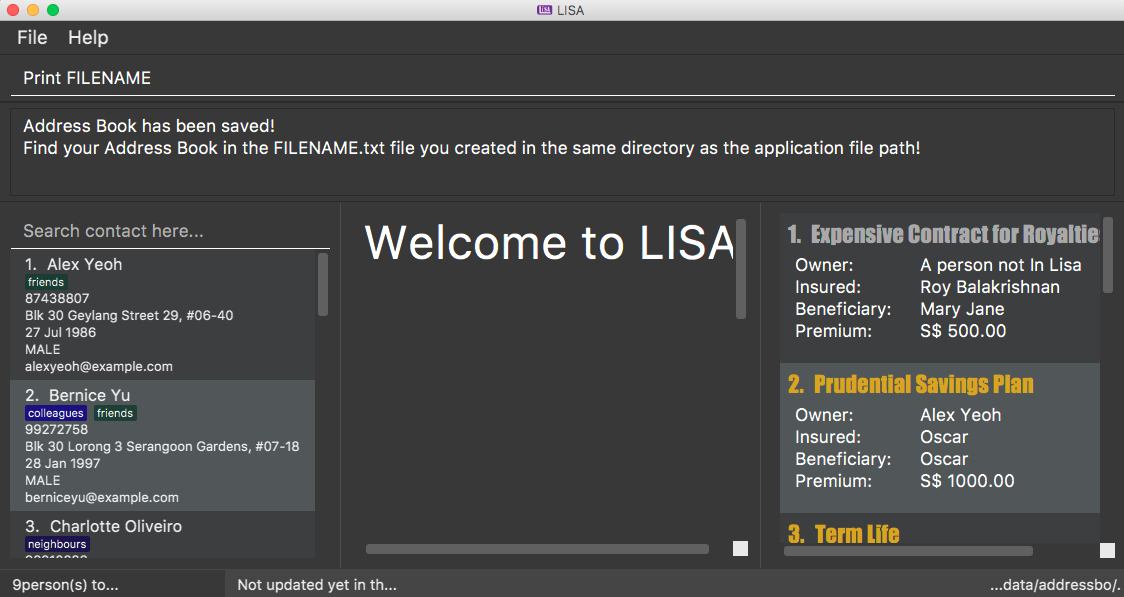 LISA
File Help
Print FILENAME
Address Book has been saved!
Find your Address Book in the FILENAME.txt file you created in the same directory as the application file path!
Search contact here...
1. Alex Yeoh
friends
87438807
Blk 30 Geylang Street 29, #06-40
27 Jul 1986
MALE
alexyeoh@example.com
2. Bernice Yu
colleagues friends
99272758
Blk 30 Lorong 3 Serangoon Gardens, #07-18
28 Jan 1997
MALE
berniceyu@example.com
3. Charlotte Oliveiro
neighbours
Welcome to LISA
1. Expensive Contract for Royaltie
Owner: A person not In Lisa
Insured: Roy Balakrishnan
Beneficiary: Mary Jane
Premium: S$ 500.00
2. Prudential Savings Plan
Owner: Alex Yeoh
Insured: Oscar
Beneficiary: Oscar
Premium: S$ 1000.00
3. Term Life
9person(s) to...
Not updated yet in th...
...data/addressbo/.